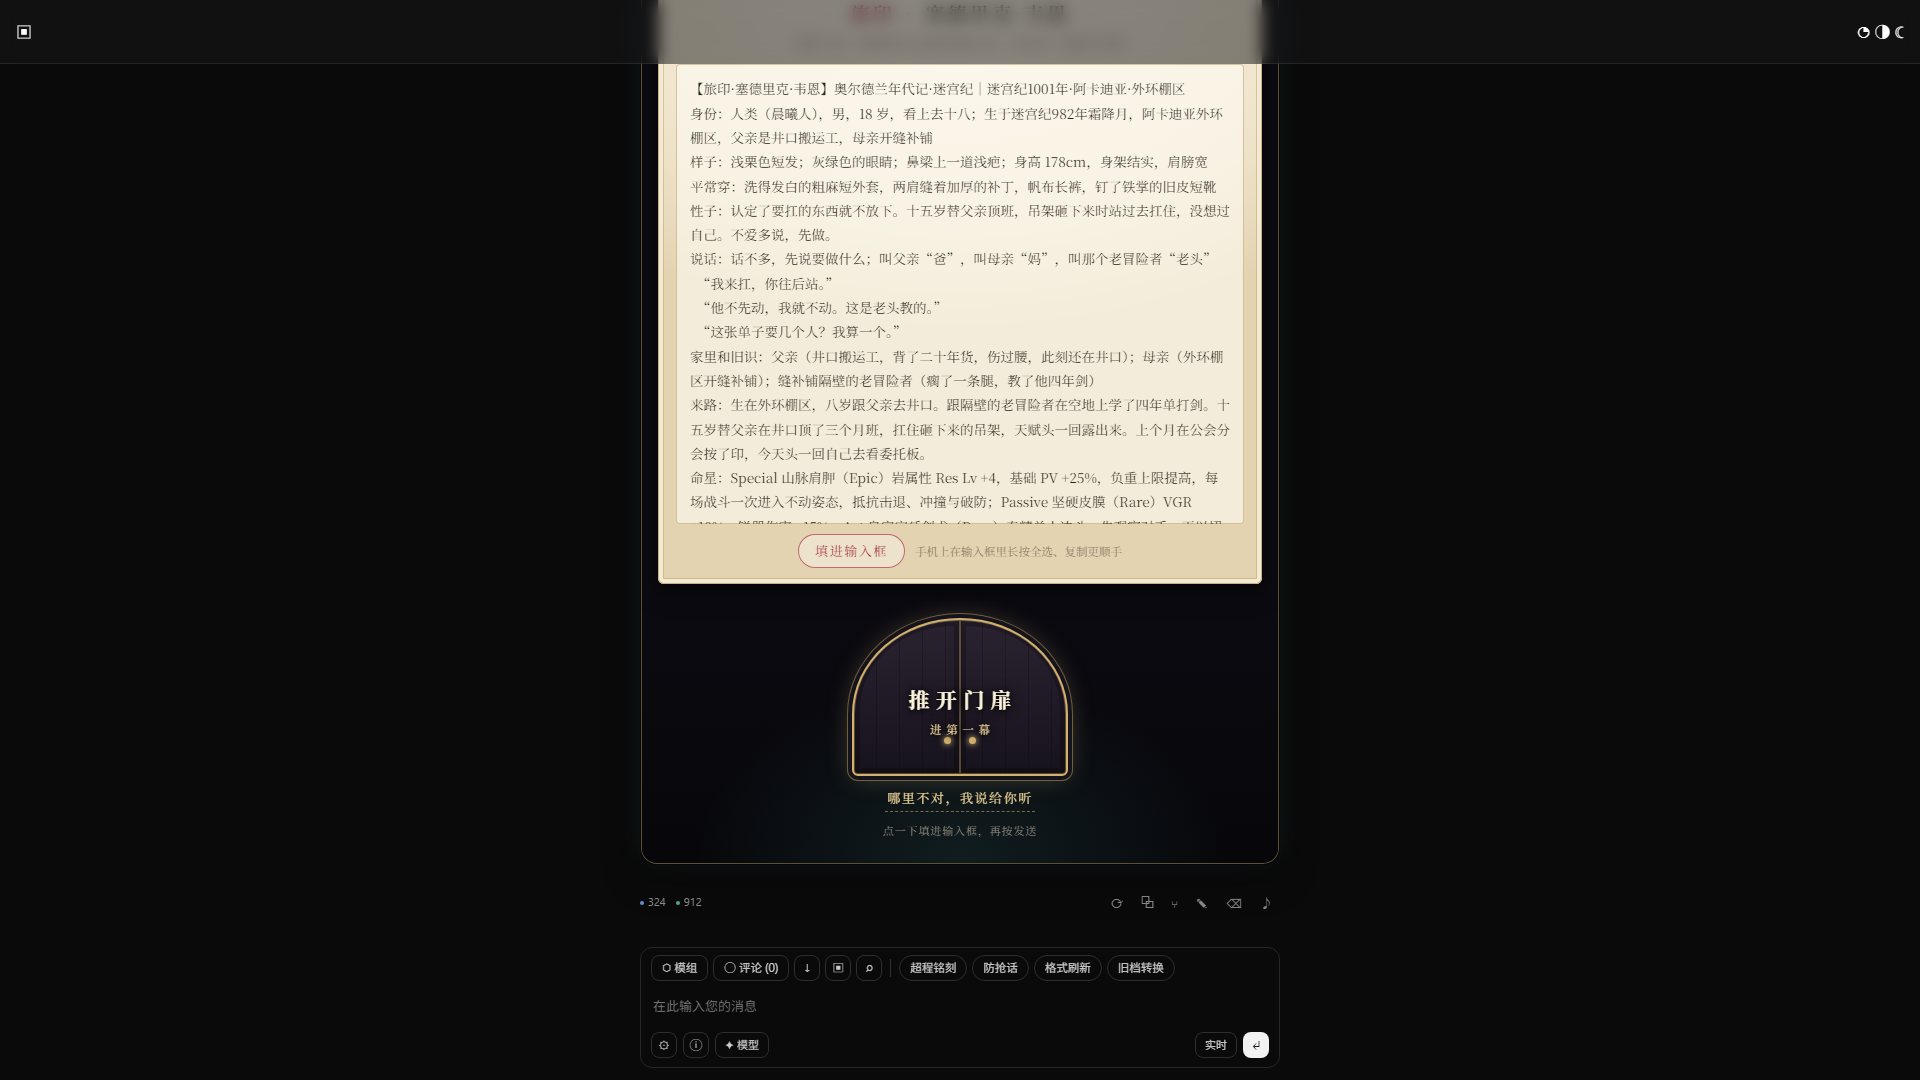 【旅印·塞德里克·韦恩】奥尔德兰年代记·迷宫纪｜迷宫纪1001年·阿卡迪亚·外环棚区
身份：人类（晨曦人），男，18 岁，看上去十八；生于迷宫纪982年霜降月，阿卡迪亚外环
棚区，父亲是井口搬运工，母亲开缝补铺
样子：浅栗色短发；灰绿色的眼睛；鼻梁上一道浅疤；身高 178cm，身架结实，肩膀宽
平常穿：洗得发白的粗麻短外套，两肩缝着加厚的补丁，帆布长裤，钉了铁掌的旧皮短靴
性子：认定了要扛的东西就不放下。十五岁替父亲顶班，吊架砸下来时站过去扛住，没想过
自己。不爱多说，先做。
说话：话不多，先说要做什么；叫父亲“爸”，叫母亲“妈”，叫那个老冒险者“老头”
“我来扛，你往后站。”
“他不先动，我就不动。这是老头教的。”
“这张单子要几个人？我算一个。”
家里和旧识：父亲（井口搬运工，背了二十年货，伤过腰，此刻还在井口）；母亲（外环棚
区开缝补铺）；缝补铺隔壁的老冒险者（瘸了一条腿，教了他四年剑）
来路：生在外环棚区，八岁跟父亲去井口。跟隔壁的老冒险者在空地上学了四年单打剑。十
五岁替父亲在井口顶了三个月班，扛住砸下来的吊架，天赋头一回露出来。上个月在公会分
会按了印，今天头一回自己去看委托板。
命星：Special 山脉肩胛（Epic）岩属性 Res Lv +4，基础 PV +25%，负重上限提高，每
场战斗一次进入不动姿态，抵抗击退、冲撞与破防；Passive 坚硬皮膜（Rare）VGR
填进输入框
手机上在输入框里长按全选、复制更顺手
推开门扉
进第一幕
哪里不对，我说给你听
点一下填进输入框，再按发送
324 912
模组 评论 (0) 超程铭刻 防抢话 格式刷新 旧档转换
在此输入您的消息
模型 实时